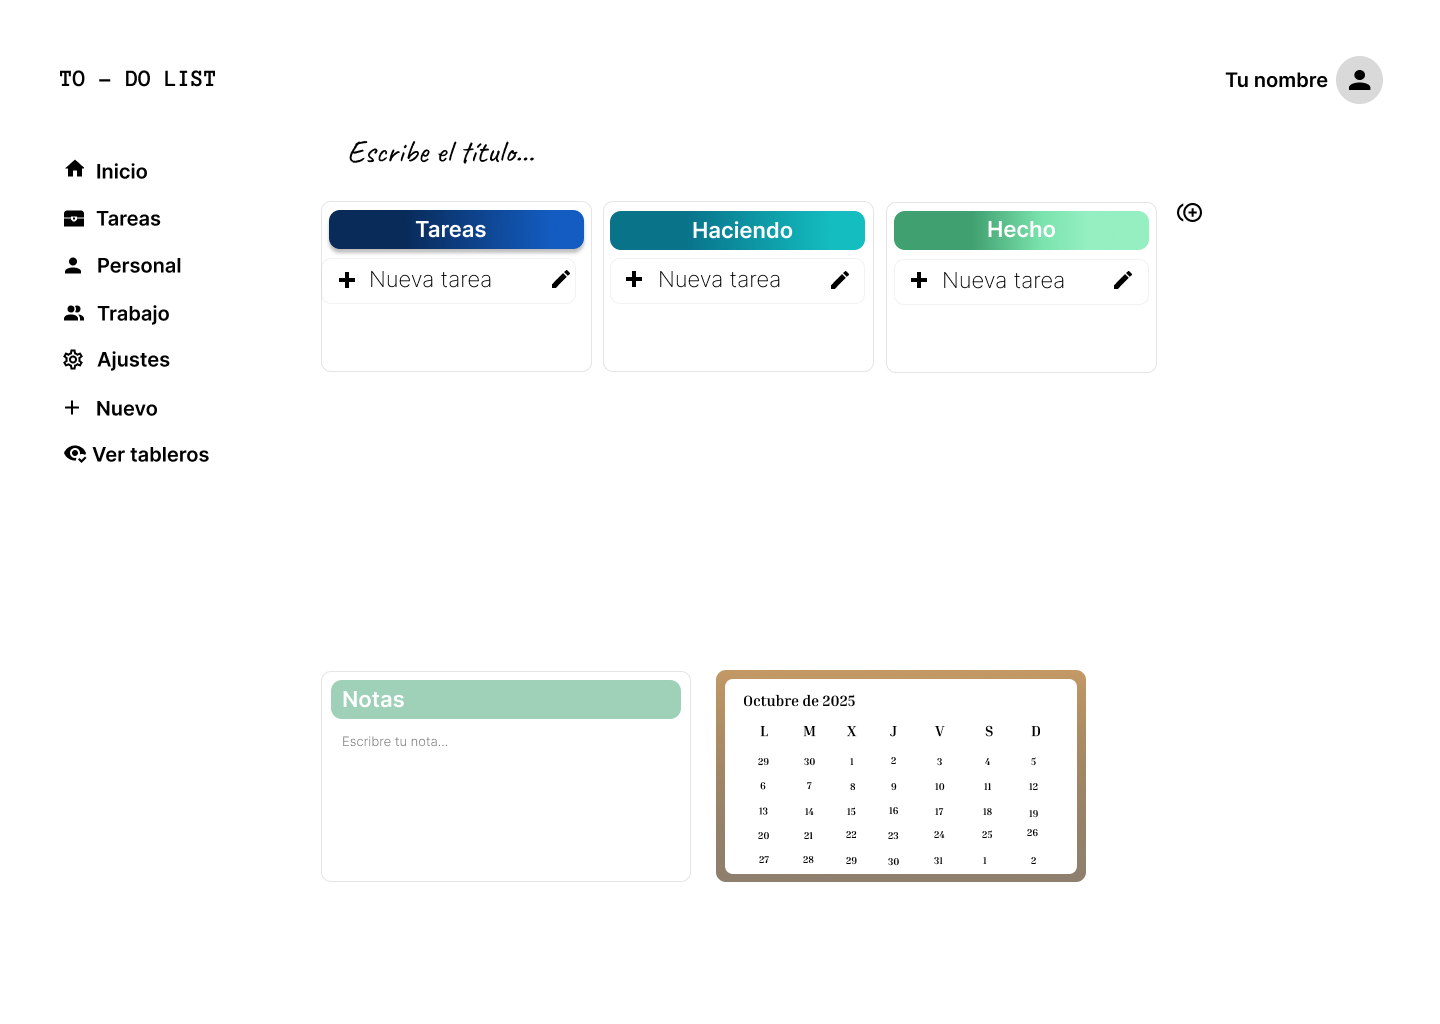 TO - DO LIST
Tu nombre
Inicio
Tareas
Personal
Trabajo
Ajustes
Nuevo
Ver tableros
Escribe el título...
Tareas
Nueva tarea
Haciendo
Nueva tarea
Hecho
Nueva tarea
Notas
Escribre tu nota...
Octubre de 2025
L M X J V S D
29 30 1 2 3 4 5
6 7 8 9 10 11 12
13 14 15 16 17 18 19
20 21 22 23 24 25 26
27 28 29 30 31 1 2